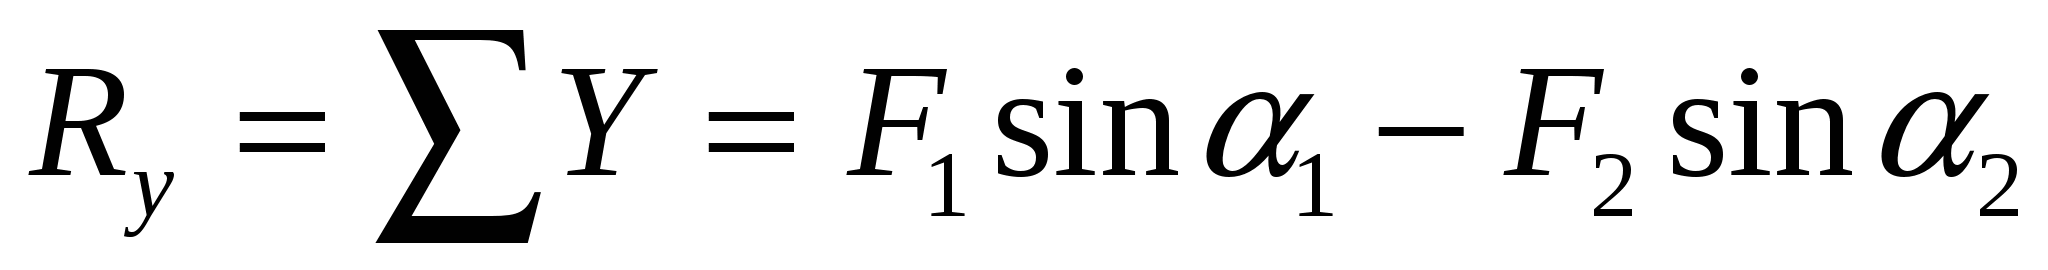 R_y = ∑Y = F_1 sin α_1 − F_2 sin α_2